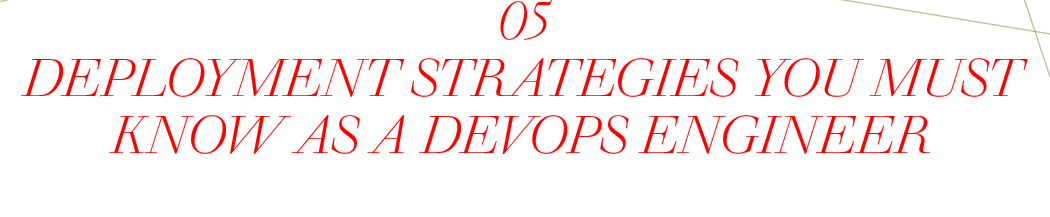 05
DEPLOYMENT STRATEGIES YOU MUST
KNOW AS A DEVOPS ENGINEER